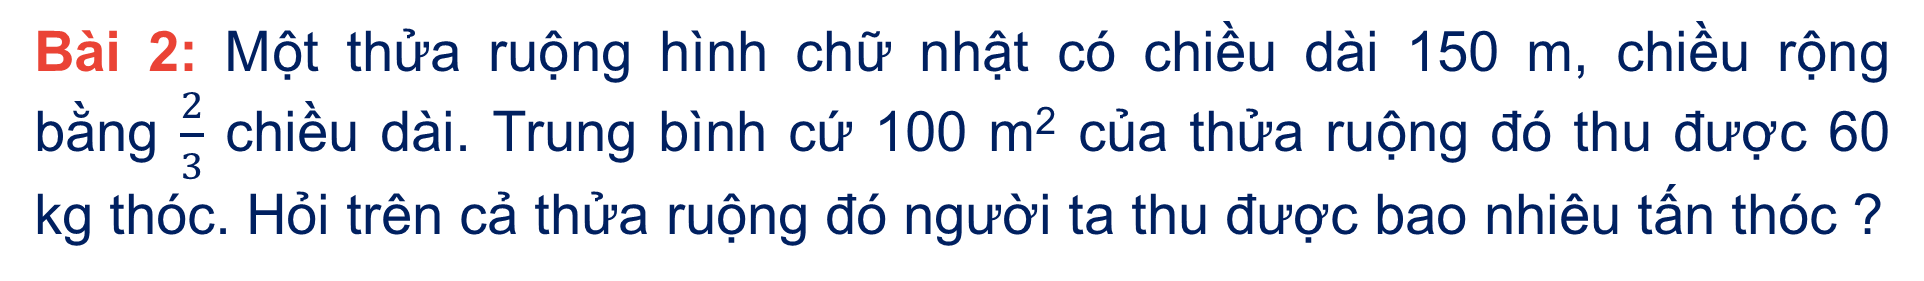 Bài 2: Một thửa ruộng hình chữ nhật có chiều dài 150 m, chiều rộng
bằng 2/3 chiều dài. Trung bình cứ 100 m² của thửa ruộng đó thu được 60
kg thóc. Hỏi trên cả thửa ruộng đó người ta thu được bao nhiêu tấn thóc ?